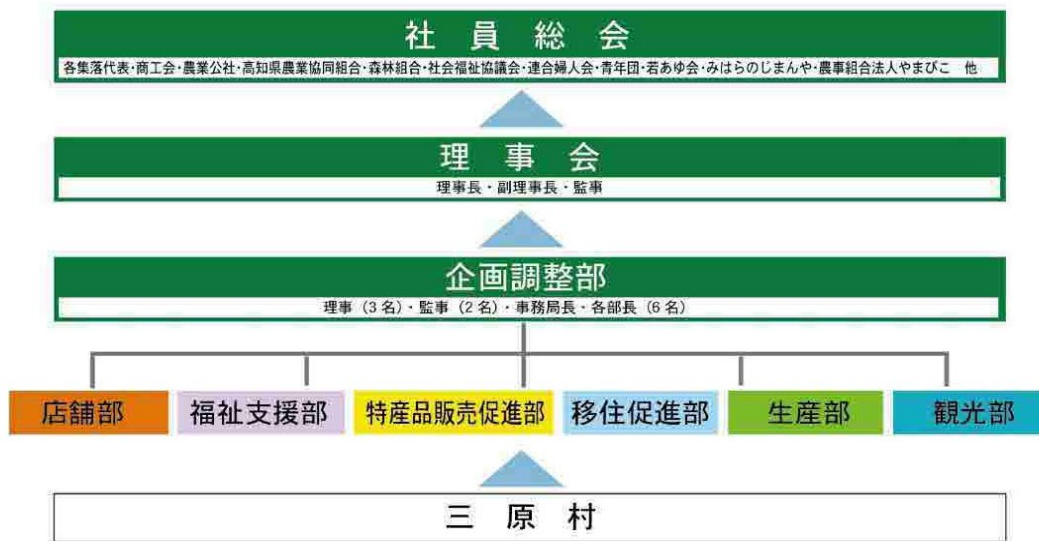 社員総会
各集落代表・商工会・農業公社・高知県農業協同組合・森林組合・社会福祉協議会・連合婦人会・青年団・若あゆ会・みはらのじまんや・農事組合法人やまびこ 他
理事会
理事長・副理事長・監事
企画調整部
理事(3名)・監事(2名)・事務局長・各部長(6名)
店舗部 福祉支援部 特産品販売促進部 移住促進部 生産部 観光部
三原村